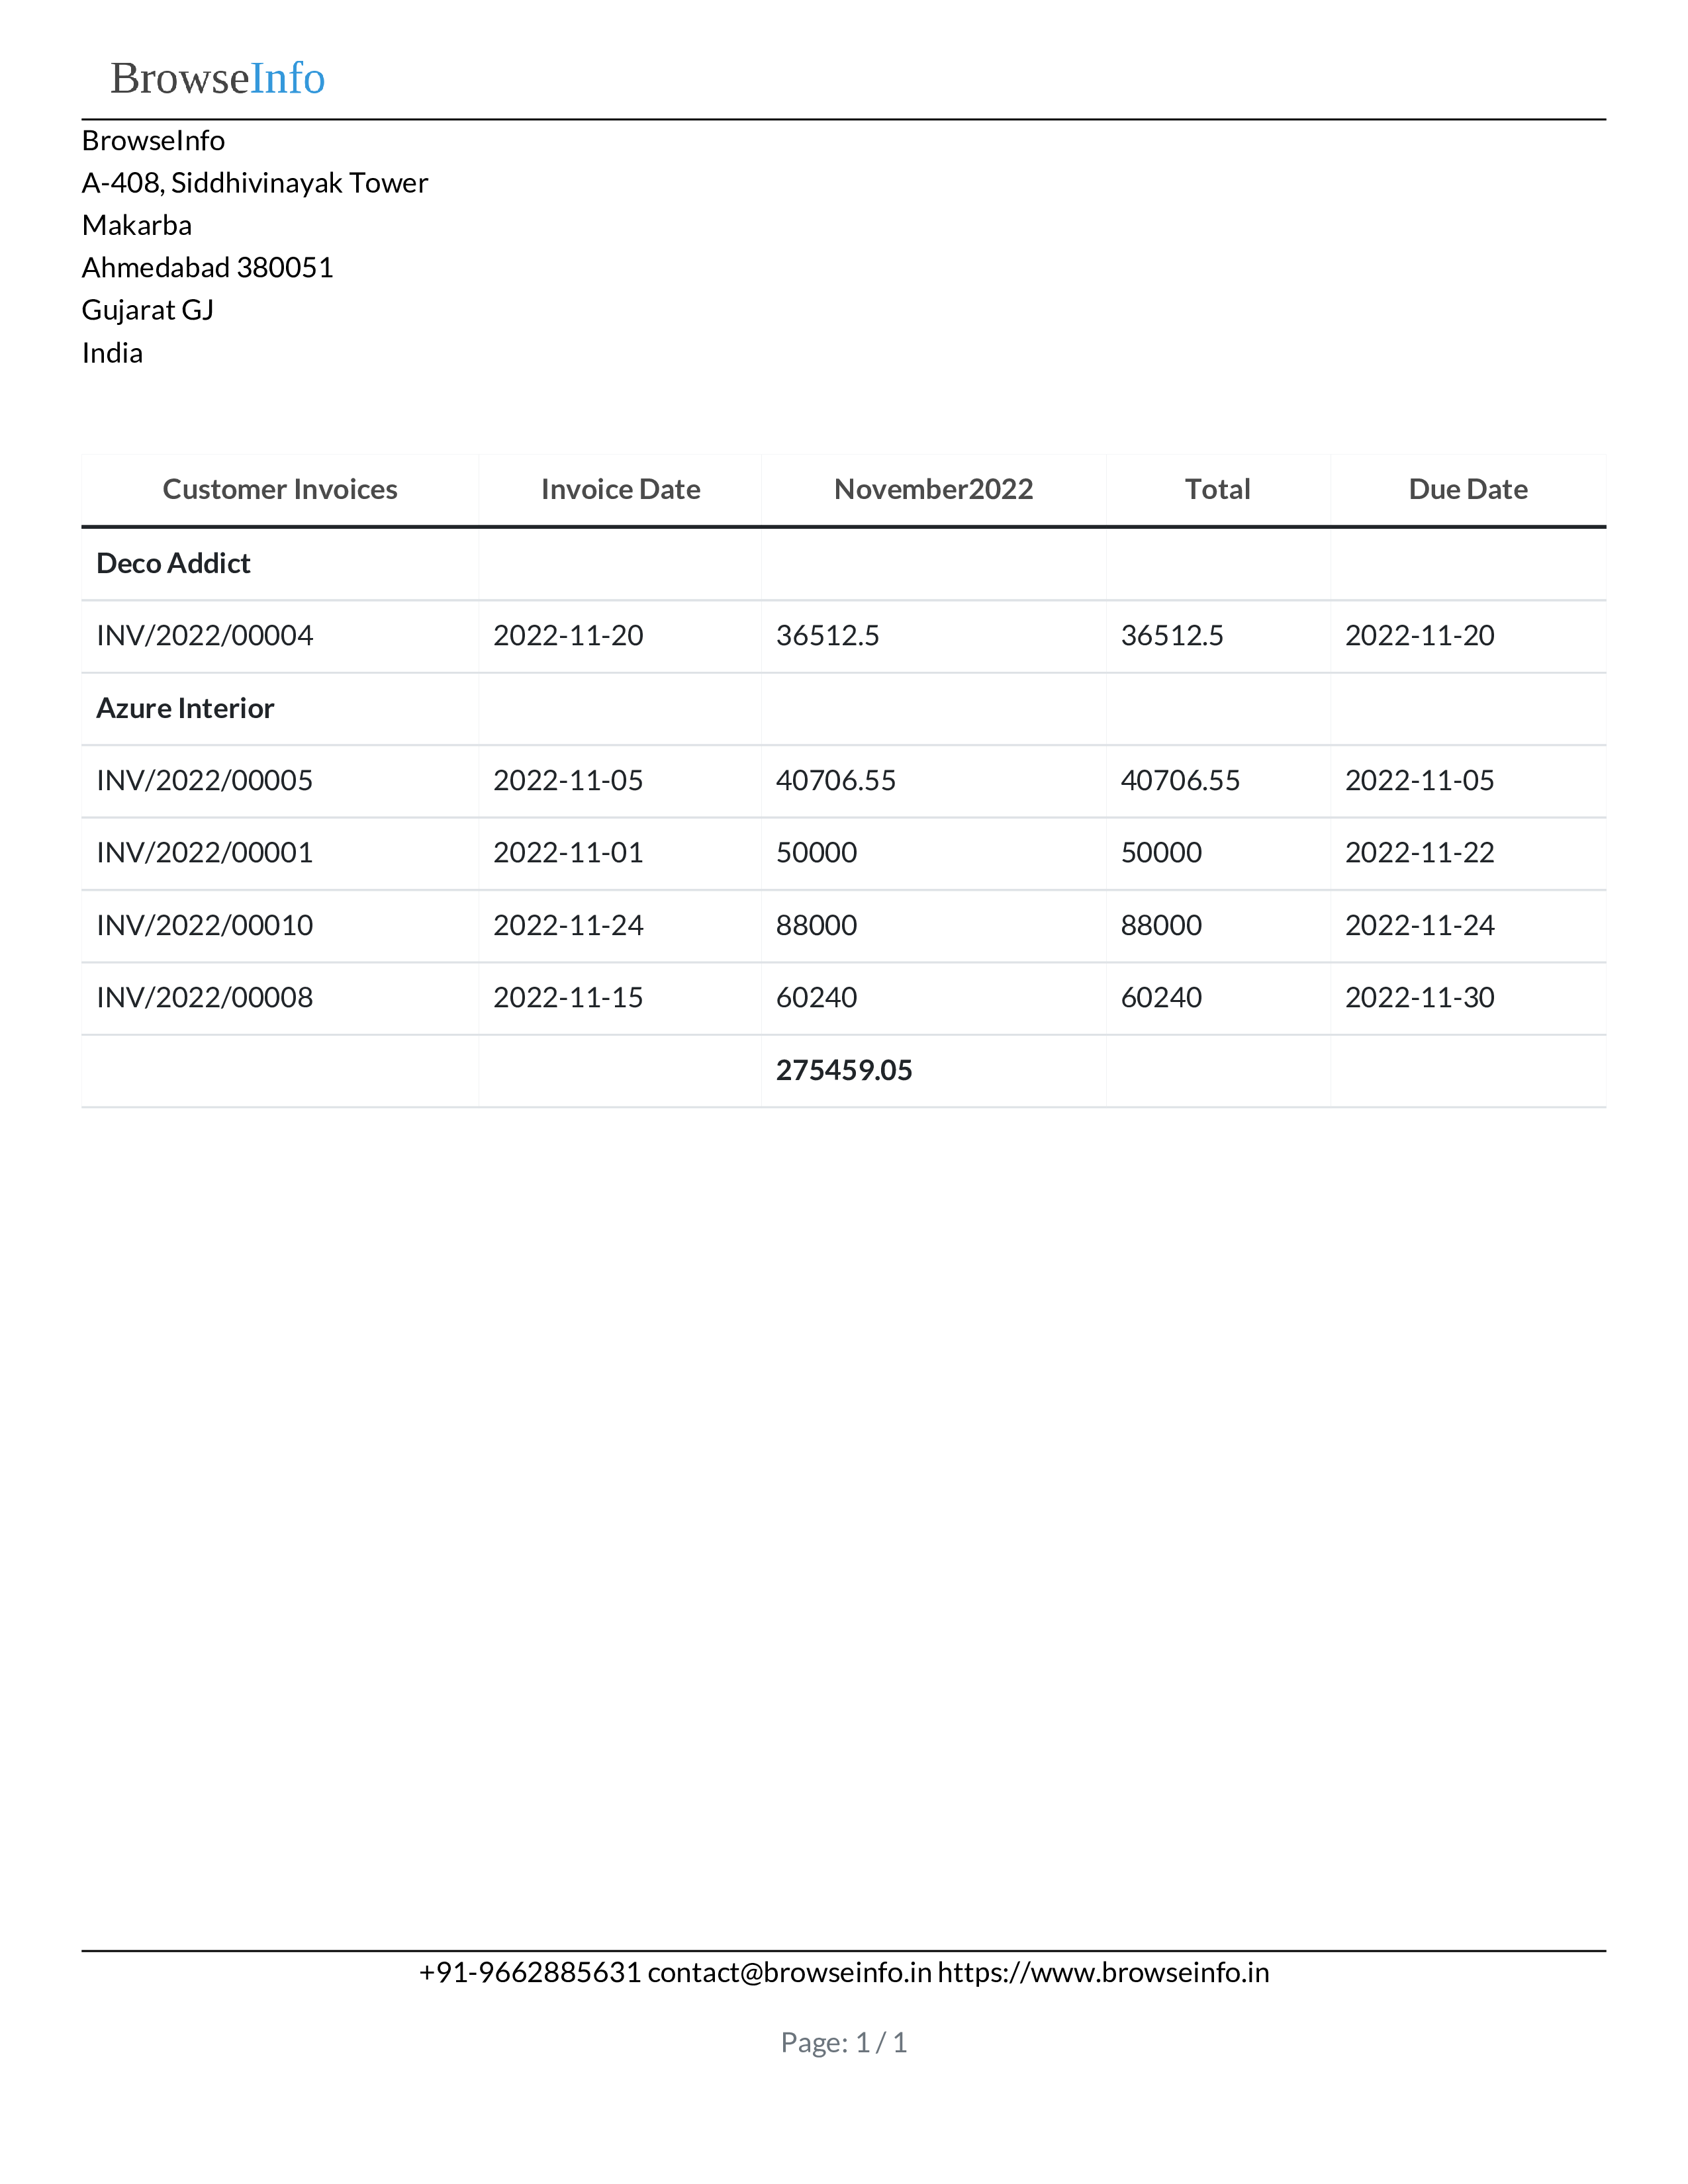 BrowseInfo
BrowseInfo
A-408, Siddhivinayak Tower
Makarba
Ahmedabad 380051
Gujarat GJ
India
Customer Invoices Invoice Date November2022 Total Due Date
Deco Addict
INV/2022/00004 2022-11-20 36512.5 36512.5 2022-11-20
Azure Interior
INV/2022/00005 2022-11-05 40706.55 40706.55 2022-11-05
INV/2022/00001 2022-11-01 50000 50000 2022-11-22
INV/2022/00010 2022-11-24 88000 88000 2022-11-24
INV/2022/00008 2022-11-15 60240 60240 2022-11-30
275459.05
+91-9662885631 contact@browseinfo.in https://www.browseinfo.in
Page: 1 / 1